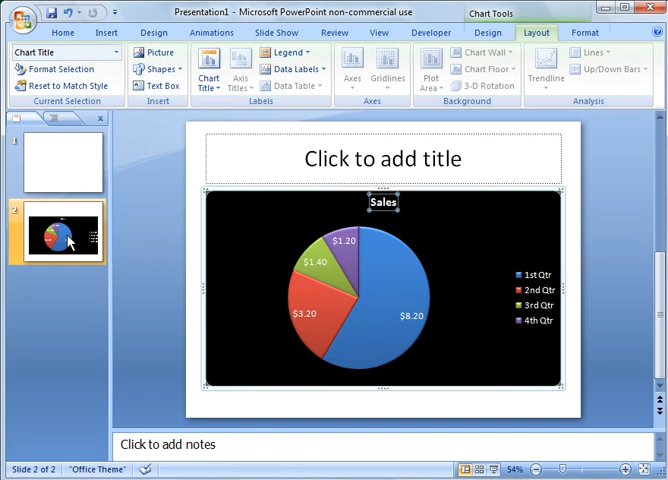 Presentation1 - Microsoft PowerPoint non-commercial use
Chart Tools
Home Insert Design Animations Slide Show Review View Developer Design Layout Format
Chart Title
Format Selection
Reset to Match Style
Current Selection
Picture
Shapes
Text Box
Insert
Chart Title
Axis Titles
Legend
Data Labels
Data Table
Labels
Axes
Gridlines
Axes
Plot Area
Chart Wall
Chart Floor
3-D Rotation
Background
Trendline
Lines
Up/Down Bars
Analysis
1
2
Click to add title
Sales
$1.20
$1.40
$3.20
$8.20
1st Qtr
2nd Qtr
3rd Qtr
4th Qtr
Click to add notes
Slide 2 of 2 "Office Theme" 54%